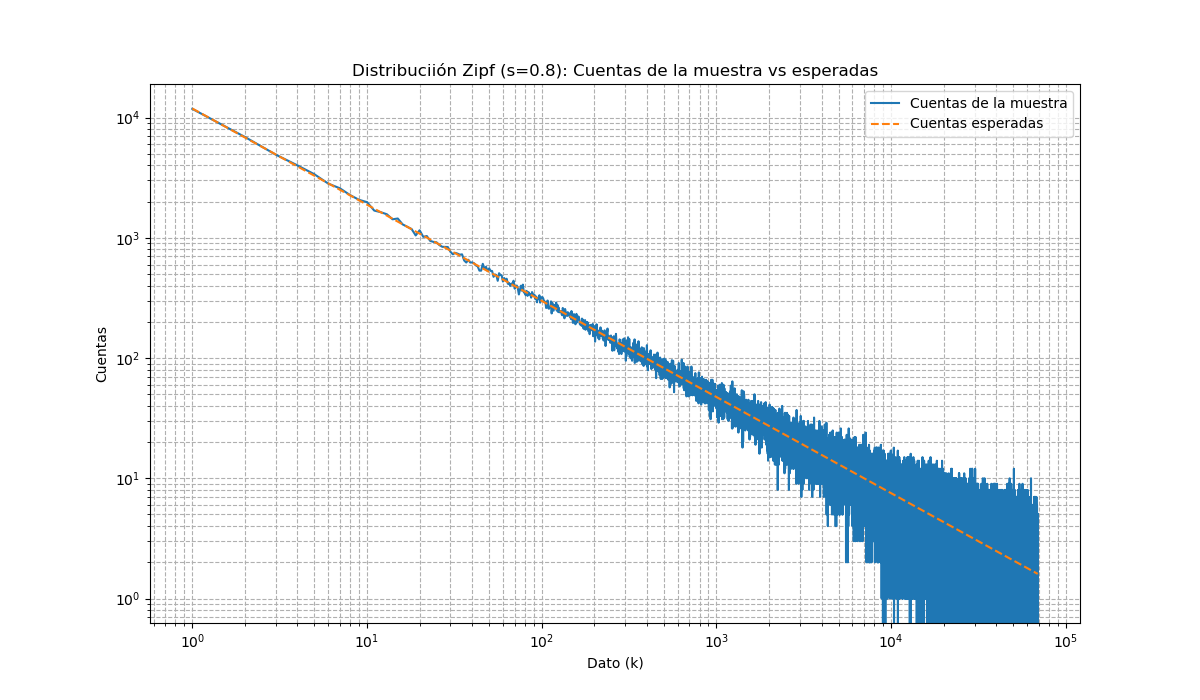 Distribuciión Zipf (s=0.8): Cuentas de la muestra vs esperadas
Cuentas de la muestra
Cuentas esperadas
Cuentas
10^4
10^3
10^2
10^1
10^0
10^0 10^1 10^2 10^3 10^4 10^5
Dato (k)